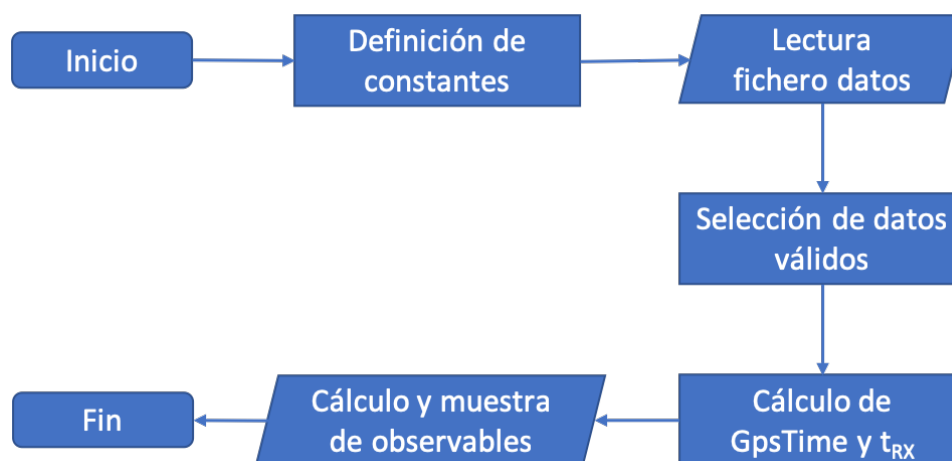 Inicio
Definición de
constantes
Lectura
fichero datos
Selección de datos
válidos
Cálculo de
GpsTime y tRX
Cálculo y muestra
de observables
Fin